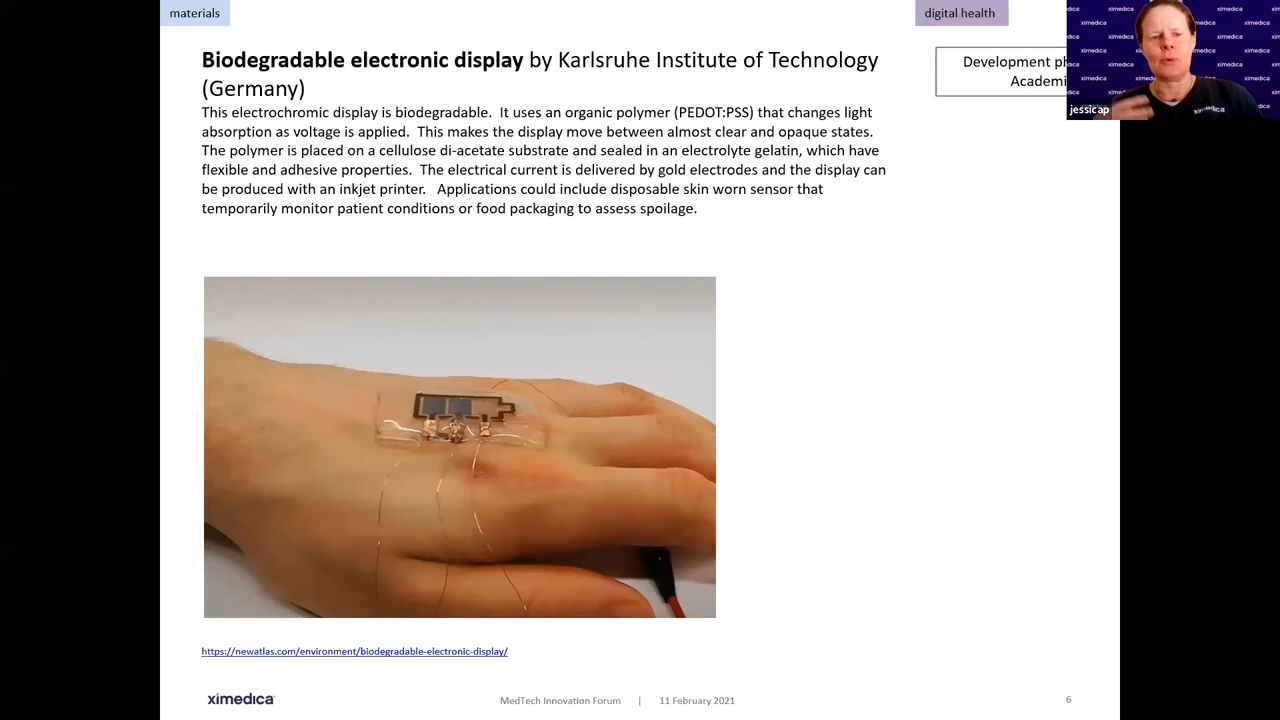 materials
digital health
Biodegradable electronic display by Karlsruhe Institute of Technology
(Germany)
Development
Academi
This electrochromic display is biodegradable. It uses an organic polymer (PEDOT:PSS) that changes light
absorption as voltage is applied. This makes the display move between almost clear and opaque states.
The polymer is placed on a cellulose di-acetate substrate and sealed in an electrolyte gelatin, which have
flexible and adhesive properties. The electrical current is delivered by gold electrodes and the display can
be produced with an inkjet printer. Applications could include disposable skin worn sensor that
temporarily monitor patient conditions or food packaging to assess spoilage.
jessicap
ximedica
https://newatlas.com/environment/biodegradable-electronic-display/
ximedica
MedTech Innovation Forum | 11 February 2021
6